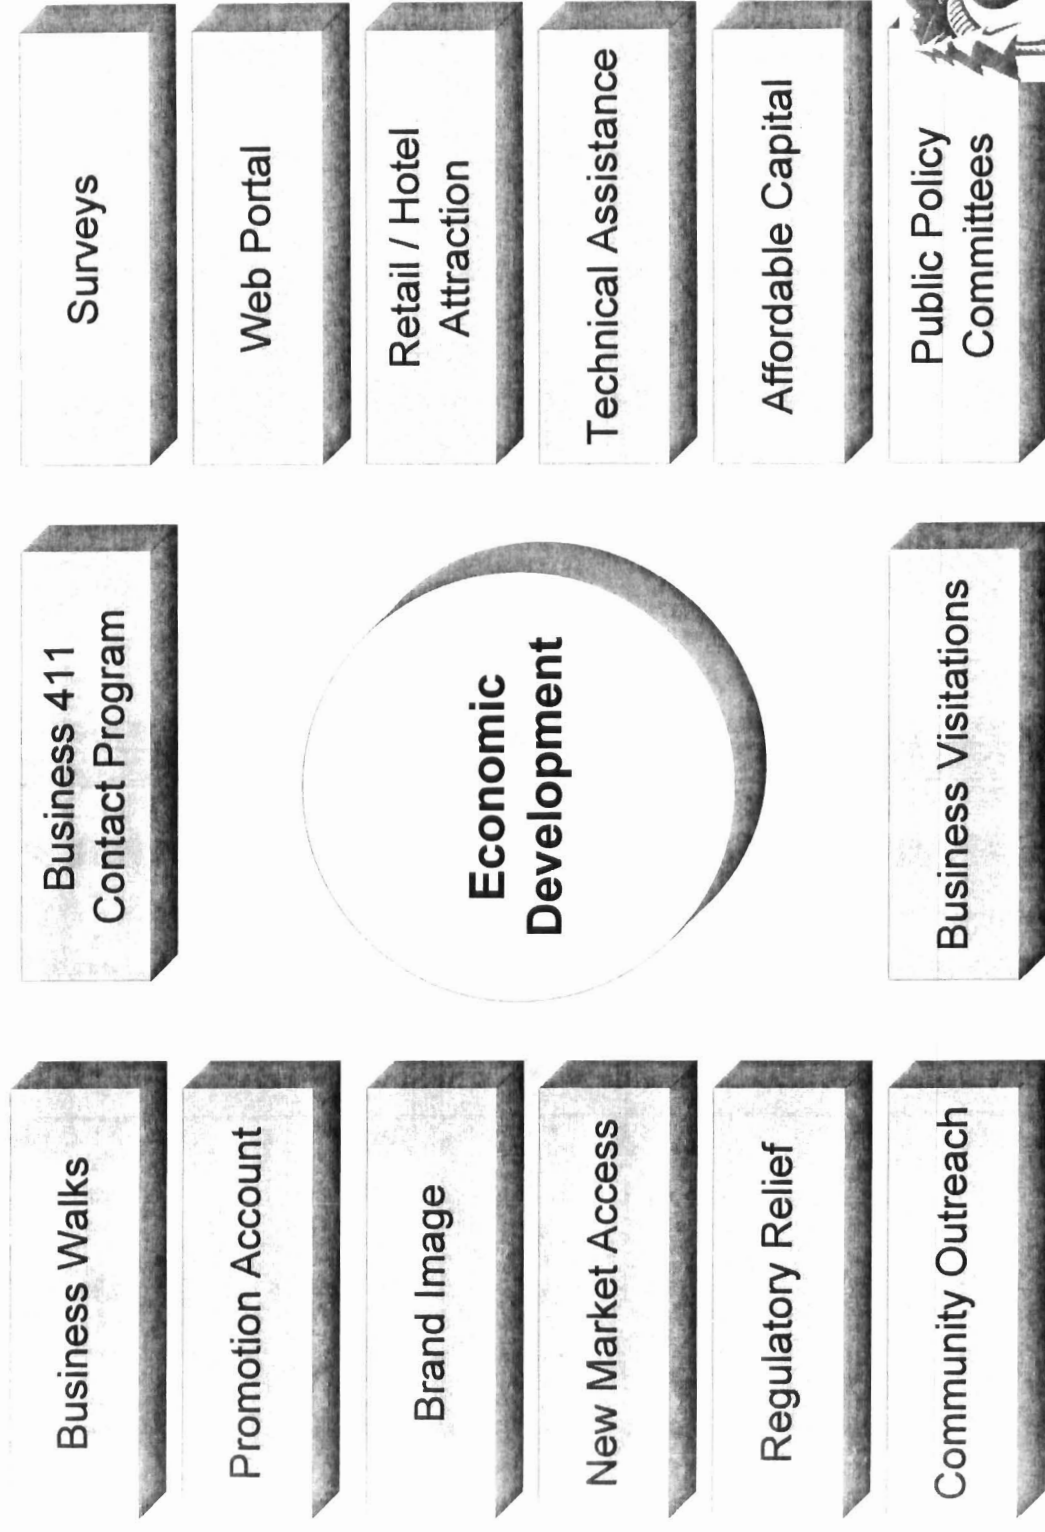 Business Walks
Business 411
Contact Program
Surveys
Promotion Account
Web Portal
Brand Image
Economic
Development
Retail / Hotel
Attraction
New Market Access
Technical Assistance
Regulatory Relief
Affordable Capital
Community Outreach
Business Visitations
Public Policy
Committees